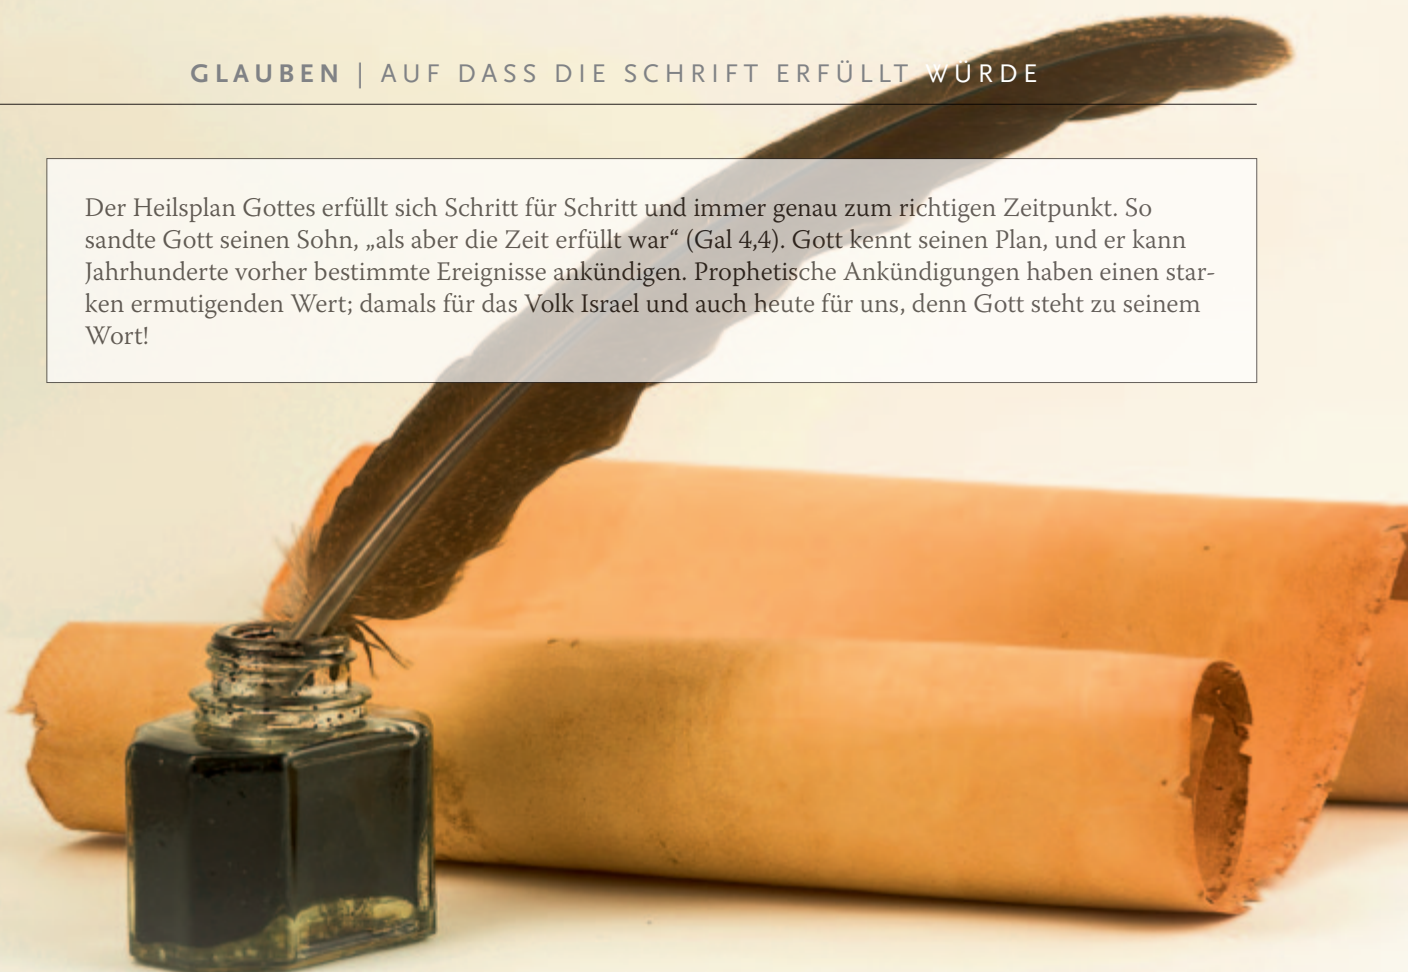 GLAUBEN | AUF DASS DIE SCHRIFT ERFÜLLT WÜRDE
Der Heilsplan Gottes erfüllt sich Schritt für Schritt und immer genau zum richtigen Zeitpunkt. So
sandte Gott seinen Sohn, „als aber die Zeit erfüllt war“ (Gal 4,4). Gott kennt seinen Plan, und er kann
Jahrhunderte vorher bestimmte Ereignisse ankündigen. Prophetische Ankündigungen haben einen star-
ken ermutigenden Wert; damals für das Volk Israel und auch heute für uns, denn Gott steht zu seinem
Wort!